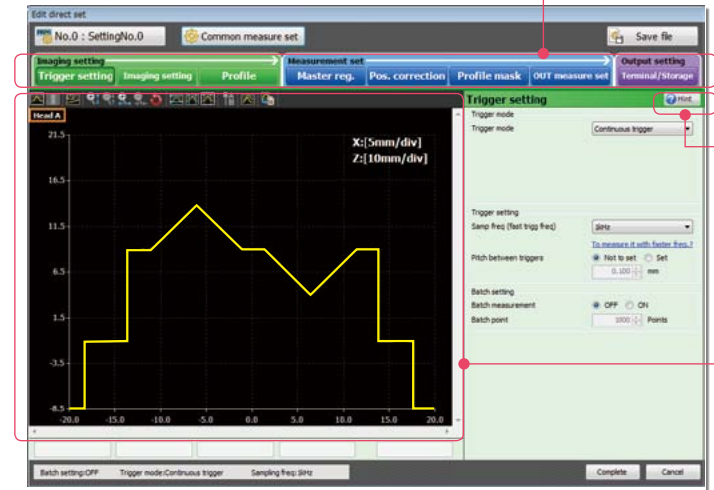 Edit direct set
No.0 : SettingNo.0
Common measure set
Save file
Imaging setting
Measurement set
Output setting
Trigger setting
Imaging setting
Profile
Master reg.
Pos. correction
Profile mask
OUT measure set
Terminal/Storage
Trigger setting
Hint
Head A
X:[5mm/div]
Z:[10mm/div]
21.5
16.5
11.5
6.5
1.5
-3.5
-8.5
-20.0 -15.0 -10.0 -5.0 0.0 5.0 10.0 15.0 20.0
Trigger mode
Trigger mode
Continuous trigger
Trigger setting
Samp freq (fast trigg freq)
To measure it with faster freq.?
Pitch between triggers
Not to set
Set
0.100
mm
Batch setting
Batch measurement
OFF
ON
Batch point
1000
Points
Batch setting:OFF
Trigger mode:Continuous trigger
Sampling freq:
Complete
Cancel